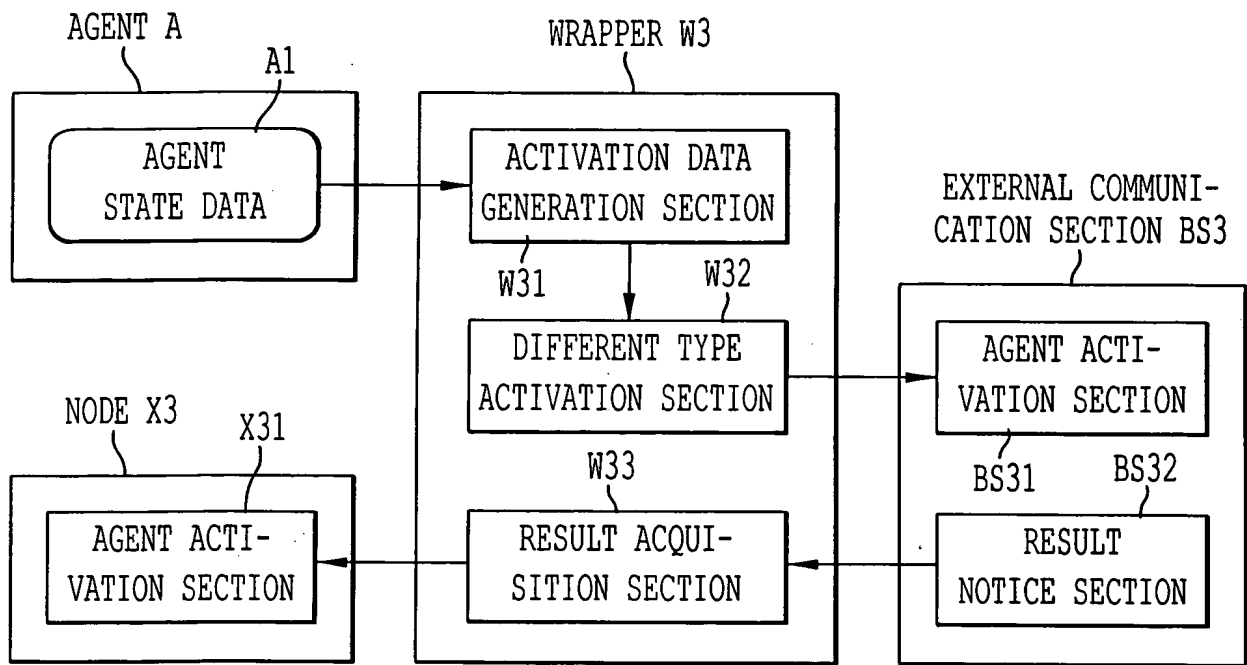 AGENT A
A1
AGENT
STATE DATA
WRAPPER W3
ACTIVATION DATA
GENERATION SECTION
W31
W32
DIFFERENT TYPE
ACTIVATION SECTION
EXTERNAL COMMUNI-
CATION SECTION BS3
AGENT ACTI-
VATION SECTION
BS31
BS32
RESULT
NOTICE SECTION
W33
RESULT ACQUI-
SITION SECTION
NODE X3
X31
AGENT ACTI-
VATION SECTION